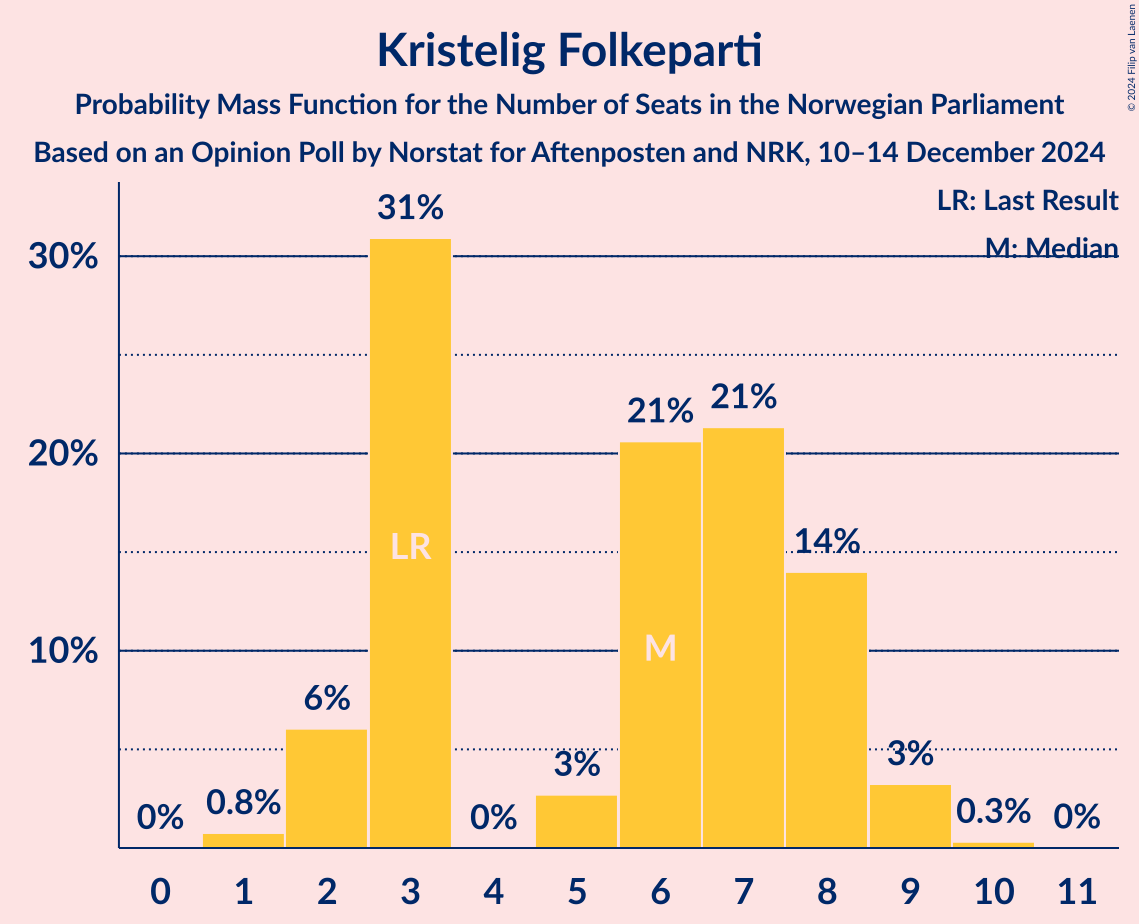 Kristelig Folkeparti
Probability Mass Function for the Number of Seats in the Norwegian Parliament
Based on an Opinion Poll by Norstat for Aftenposten and NRK, 10–14 December 2024
© 2024 Filip van Laenen
LR: Last Result
M: Median
30%
20%
10%
0%
0.8%
6%
31%
0%
3%
21%
21%
14%
3%
0.3%
0%
LR
M
0 1 2 3 4 5 6 7 8 9 10 11